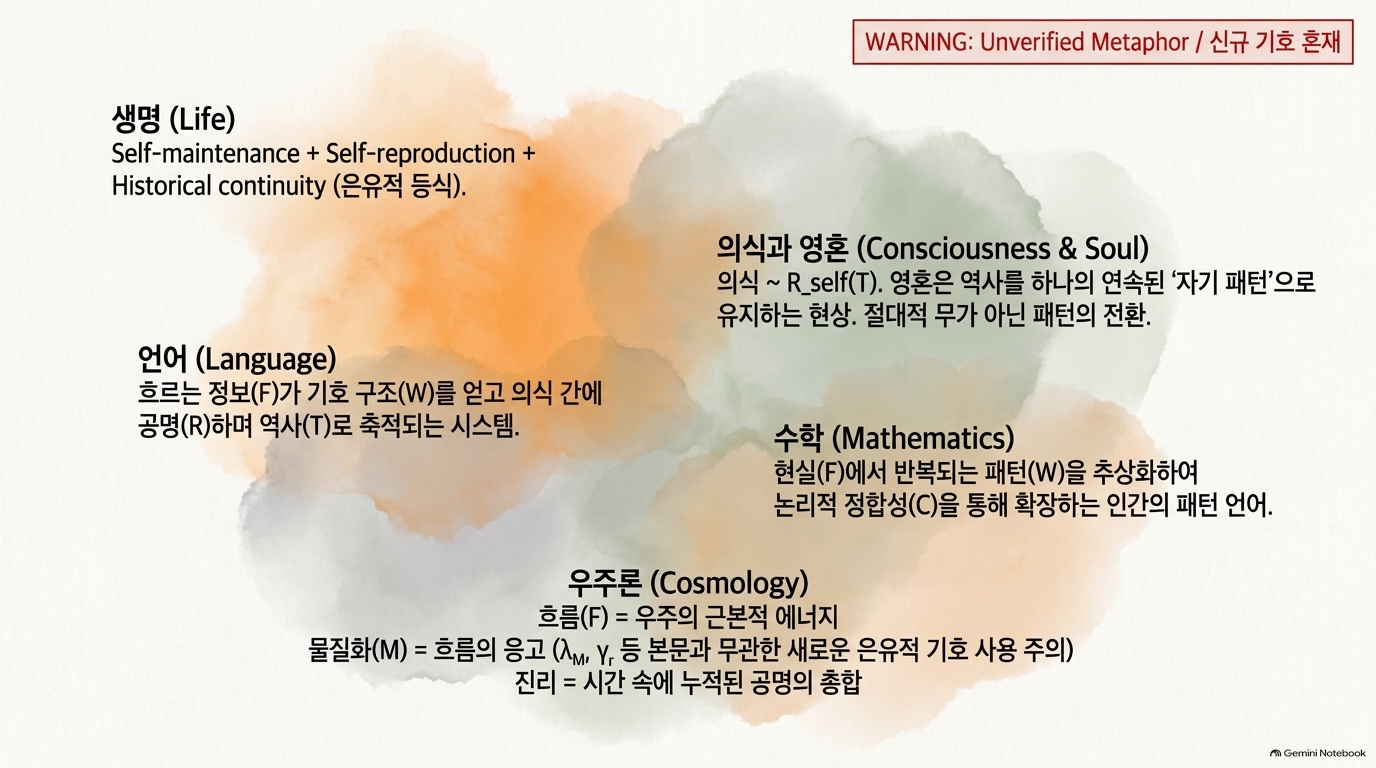 WARNING: Unverified Metaphor / 신규 기호 혼재
생명 (Life)
Self-maintenance + Self-reproduction +
Historical continuity (은유적 등식).
의식과 영혼 (Consciousness & Soul)
의식 ~ R_self(T). 영혼은 역사를 하나의 연속된 ‘자기 패턴’으로
유지하는 현상. 절대적 무가 아닌 패턴의 전환.
언어 (Language)
흐르는 정보(F)가 기호 구조(W)를 얻고 의식 간에
공명(R)하며 역사(T)로 축적되는 시스템.
수학 (Mathematics)
현실(F)에서 반복되는 패턴(W)을 추상화하여
논리적 정합성(C)을 통해 확장하는 인간의 패턴 언어.
우주론 (Cosmology)
흐름(F) = 우주의 근본적 에너지
물질화(M) = 흐름의 응고 (λ_M, γ_r 등 본문과 무관한 새로운 은유적 기호 사용 주의)
진리 = 시간 속에 누적된 공명의 총합
Gemini Notebook